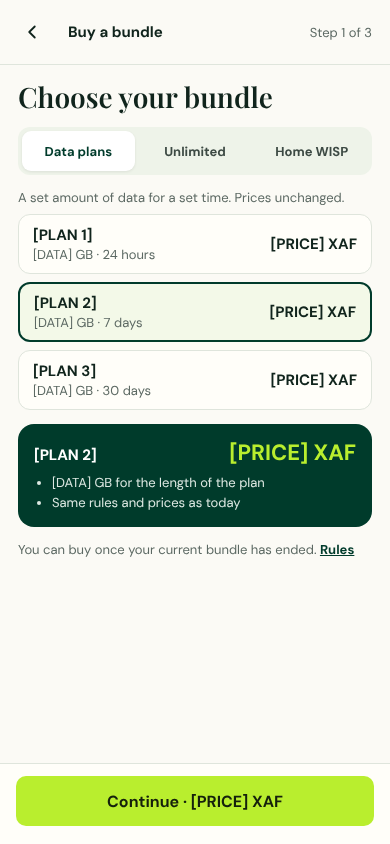 Buy a bundle
Step 1 of 3
Choose your bundle
Data plans
Unlimited
Home WISP
A set amount of data for a set time. Prices unchanged.
[PLAN 1]
[DATA] GB · 24 hours
[PRICE] XAF
[PLAN 2]
[DATA] GB · 7 days
[PRICE] XAF
[PLAN 3]
[DATA] GB · 30 days
[PRICE] XAF
[PLAN 2]
[PRICE] XAF
• [DATA] GB for the length of the plan
• Same rules and prices as today
You can buy once your current bundle has ended. Rules
Continue · [PRICE] XAF